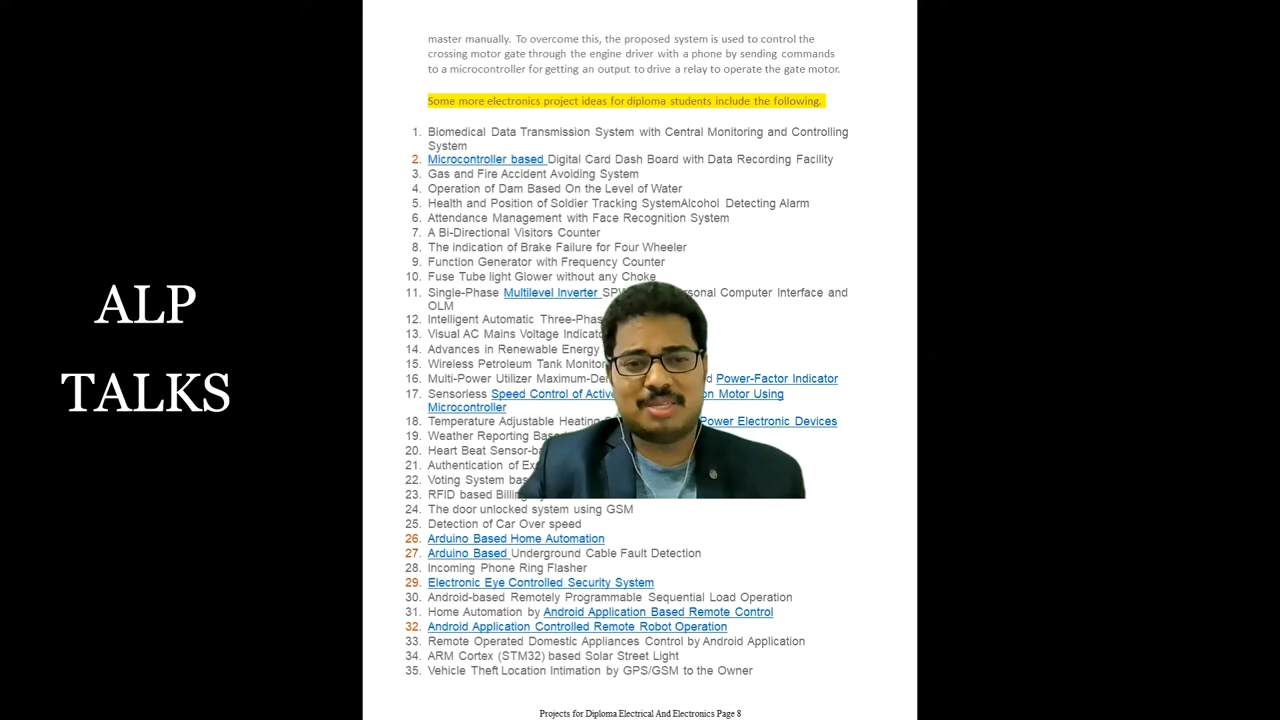 master manually. To overcome this, the proposed system is used to control the
crossing motor gate through the engine driver with a phone by sending commands
to a microcontroller for getting an output to drive a relay to operate the gate motor.
Some more electronics project ideas for diploma students include the following.
1. Biomedical Data Transmission System with Central Monitoring and Controlling
System
2. Microcontroller based Digital Card Dash Board with Data Recording Facility
3. Gas and Fire Accident Avoiding System
4. Operation of Dam Based On the Level of Water
5. Health and Position of Soldier Tracking SystemAlcohol Detecting Alarm
6. Attendance Management with Face Recognition System
7. A Bi-Directional Visitors Counter
8. The indication of Brake Failure for Four Wheeler
9. Function Generator with Frequency Counter
10. Fuse Tube light Glower without any Choke
11. Single-Phase Multilevel Inverter Computer Interface and
OLM
12. Intelligent Automatic
13. Visual AC Mains Voltage
14. Advances in Renewable Energy
15. Wireless Petroleum Tank
16. Multi-Power Utilizer Power-Factor Indicator
17. Sensorless Speed Control of Motor Using
Microcontroller
18. Temperature Adjustable Heating Power Electronic Devices
19. Weather Reporting
20. Heart Beat
21. Authentication of
22. Voting System
23. RFID based
24. The door unlocked system using GSM
25. Detection of Car Over speed
26. Arduino Based Home Automation
27. Arduino Based Underground Cable Fault Detection
28. Incoming Phone Ring Flasher
29. Electronic Eye Controlled Security System
30. Android-based Remotely Programmable Sequential Load Operation
31. Home Automation by Android Application Based Remote Control
32. Android Application Controlled Remote Robot Operation
33. Remote Operated Domestic Appliances Control by Android Application
34. ARM Cortex (STM32) based Solar Street Light
35. Vehicle Theft Location Intimation by GPS/GSM to the Owner
Projects for Diploma Electrical And Electronics Page 8
ALP
TALKS